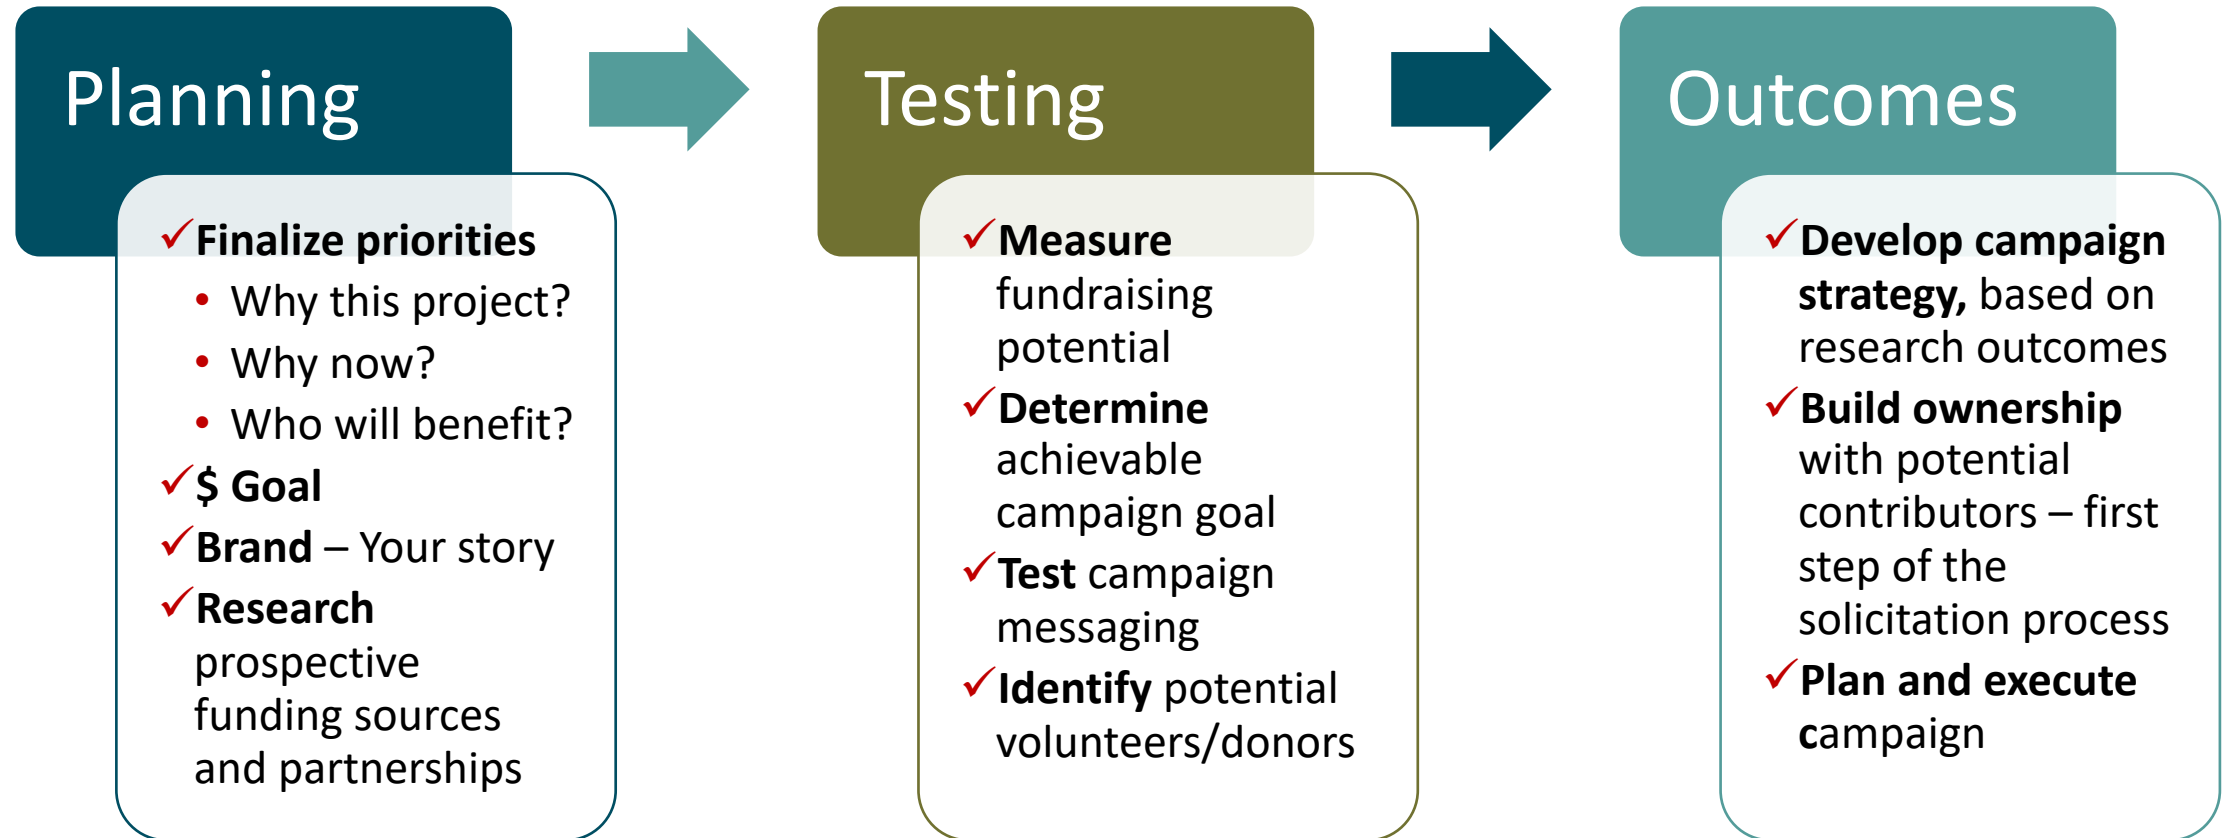 Planning
✓Finalize priorities
• Why this project?
• Why now?
• Who will benefit?
✓$ Goal
✓Brand – Your story
✓Research
prospective
funding sources
and partnerships
Testing
✓Measure
fundraising
potential
✓Determine
achievable
campaign goal
✓Test campaign
messaging
✓Identify potential
volunteers/donors
Outcomes
✓Develop campaign
strategy, based on
research outcomes
✓Build ownership
with potential
contributors – first
step of the
solicitation process
✓Plan and execute
campaign